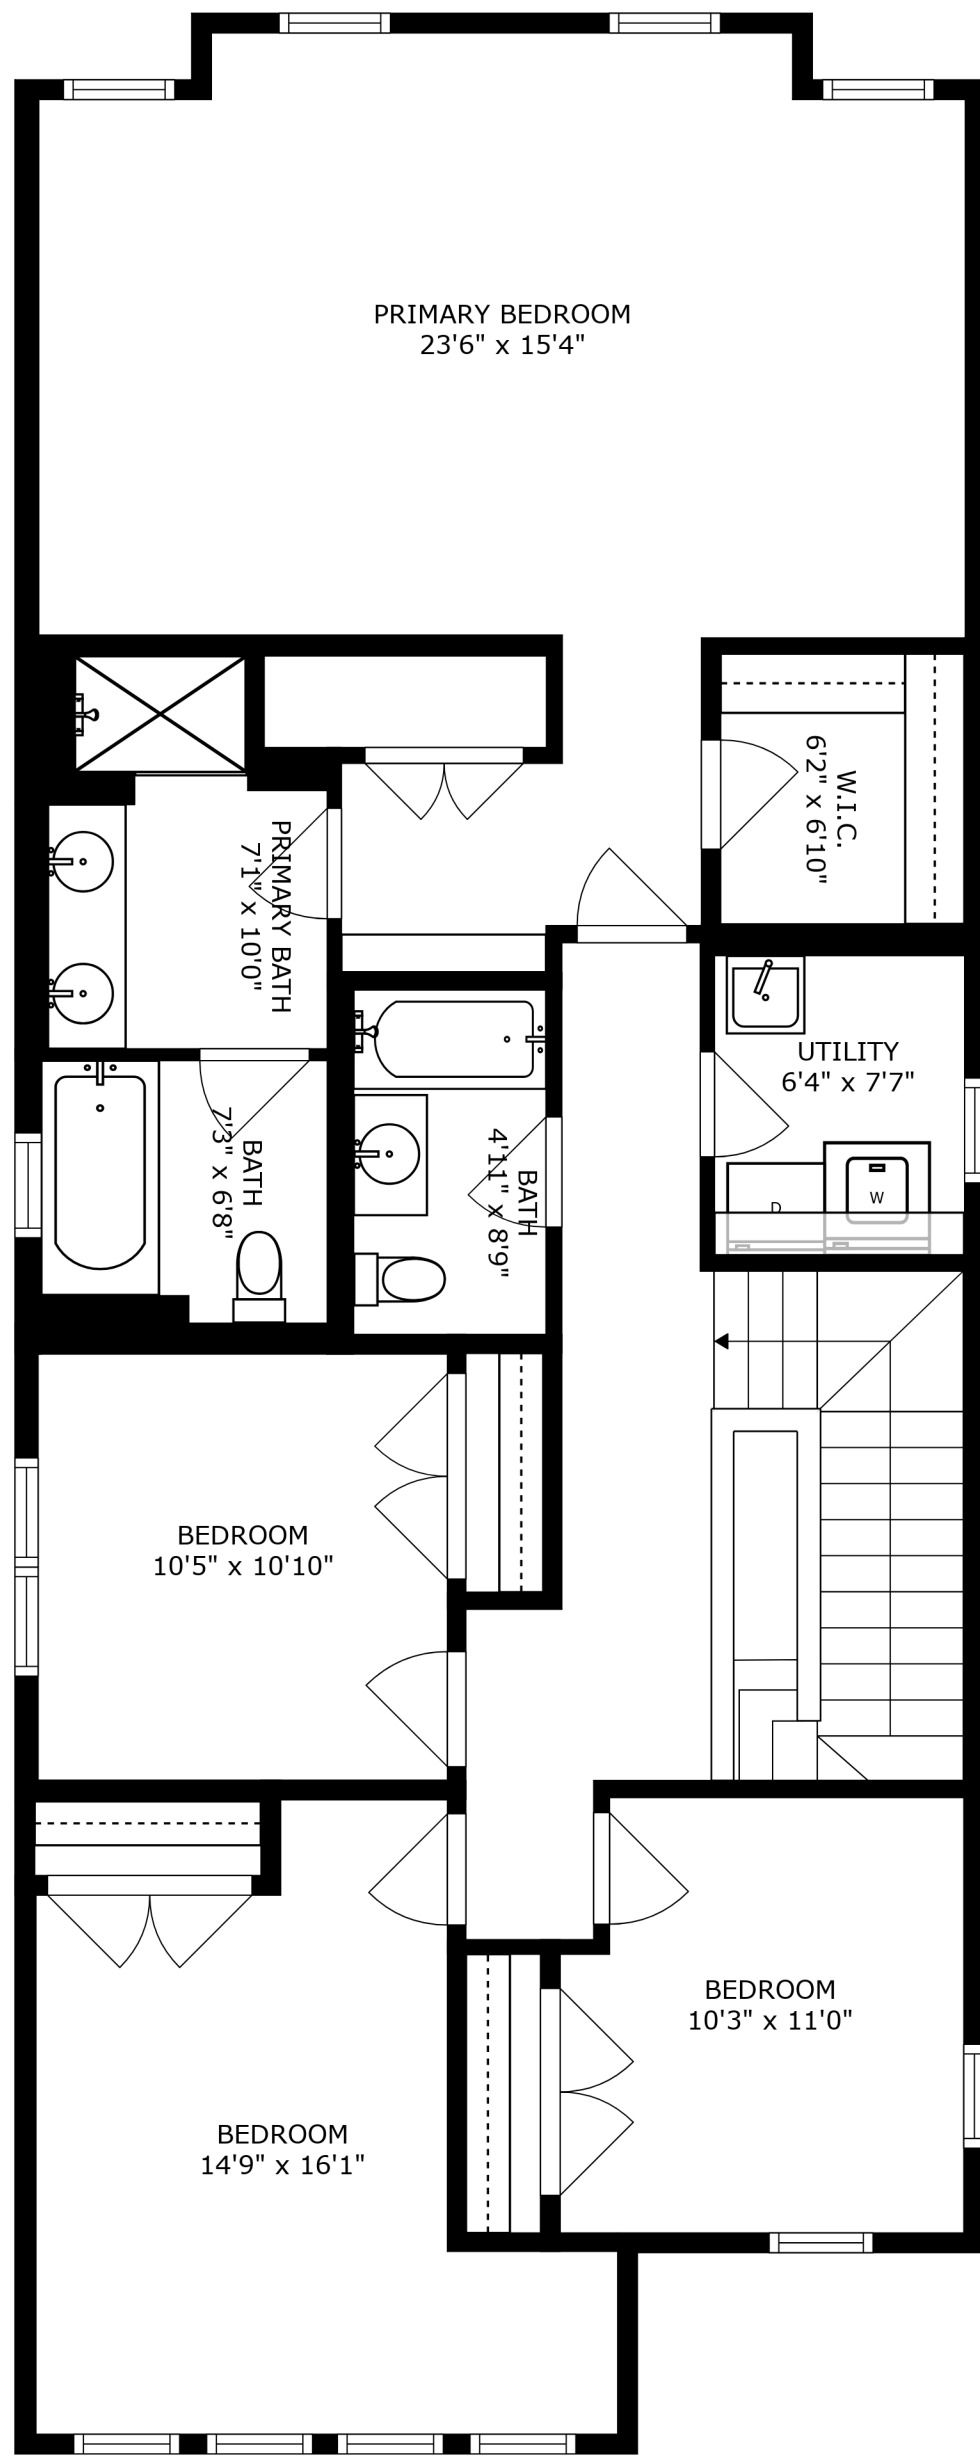 PRIMARY BEDROOM
23'6" x 15'4"
W.I.C.
6'2" x 6'10"
PRIMARY BATH
7'1" x 10'0"
UTILITY
6'4" x 7'7"
BATH
7'3" x 6'8"
BATH
4'11" x 8'9"
W
D
BEDROOM
10'5" x 10'10"
BEDROOM
10'3" x 11'0"
BEDROOM
14'9" x 16'1"